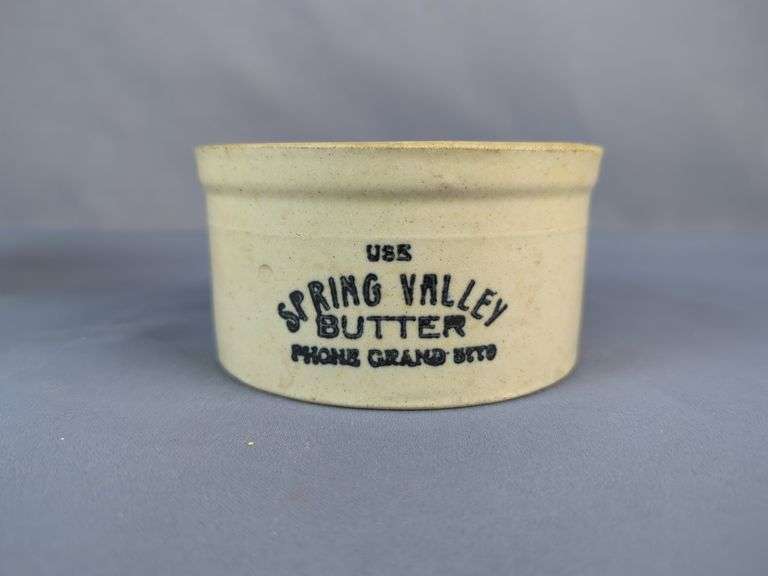 USE
SPRING VALLEY
BUTTER
PHONE GRAND